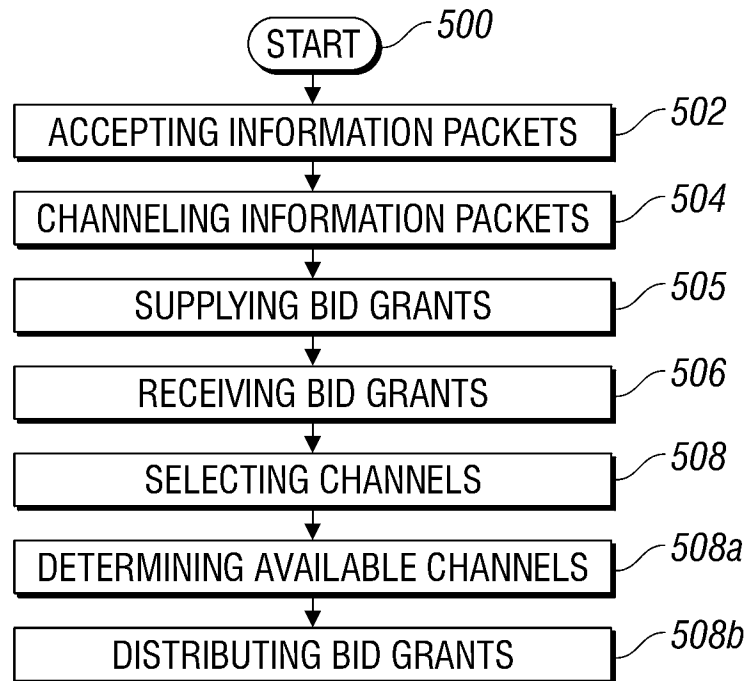 START
500
ACCEPTING INFORMATION PACKETS
502
CHANNELING INFORMATION PACKETS
504
SUPPLYING BID GRANTS
505
RECEIVING BID GRANTS
506
SELECTING CHANNELS
508
DETERMINING AVAILABLE CHANNELS
508a
DISTRIBUTING BID GRANTS
508b